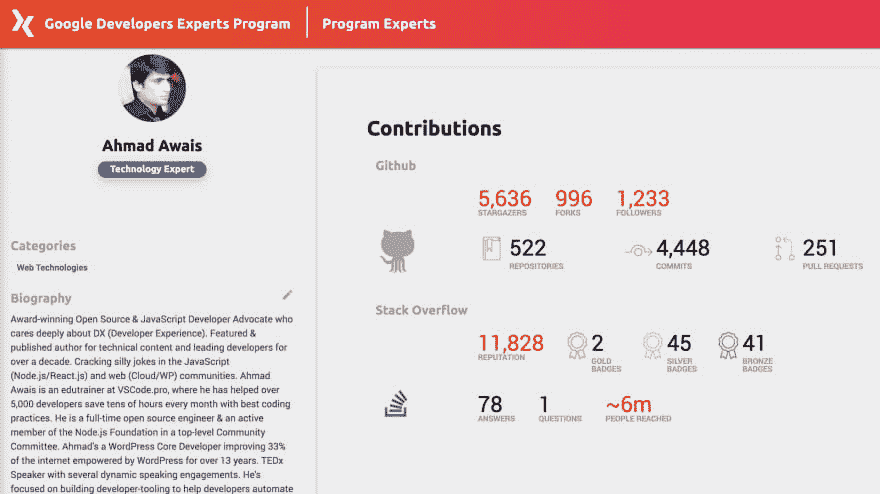 Google Developers Experts Program
Program Experts
Ahmad Awais
Technology Expert
Categories
Web Technologies
Biography
Award-winning Open Source & JavaScript Developer Advocate who
cares deeply about DX (Developer Experience). Featured &
published author for technical content and leading developers for
over a decade. Cracking silly jokes in the JavaScript
(Node.js/React.js) and web (Cloud/WP) communities. Ahmad
Awais is an edutrainer at VSCode.pro, where he has helped over
5,000 developers save tens of hours every month with best coding
practices. He is a full-time open source engineer & an active
member of the Node.js Foundation in a top-level Community
Committee. Ahmad's a WordPress Core Developer improving 33%
of the internet empowered by WordPress for over 13 years. TEDx
Speaker with several dynamic speaking engagements. He's
focused on building developer-tooling to help developers automate
Contributions
Github
5,636 996 1,233
STARGAZERS FORKS FOLLOWERS
522 4,448 251
REPOSITORIES COMMITS PULL REQUESTS
Stack Overflow
11,828 2 45 41
REPUTATION GOLD BADGES SILVER BADGES BRONZE BADGES
78 1 ~6m
ANSWERS QUESTIONS PEOPLE REACHED